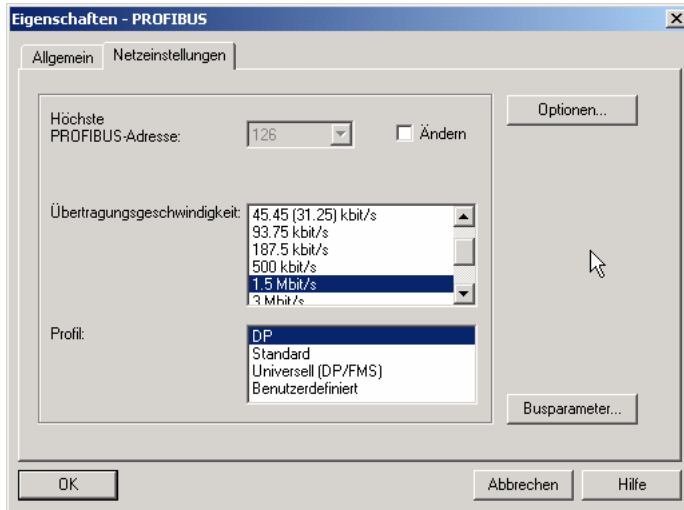 Eigenschaften - PROFIBUS
Allgemein
Netzeinstellungen
Höchste
PROFIBUS-Adresse:
126
Ändern
Optionen...
Übertragungsgeschwindigkeit:
45.45 (31.25) kbit/s
93.75 kbit/s
187.5 kbit/s
500 kbit/s
1.5 Mbit/s
3 Mbit/s
Profil:
DP
Standard
Universell (DP/FMS)
Benutzerdefiniert
Busparameter...
OK
Abbrechen
Hilfe